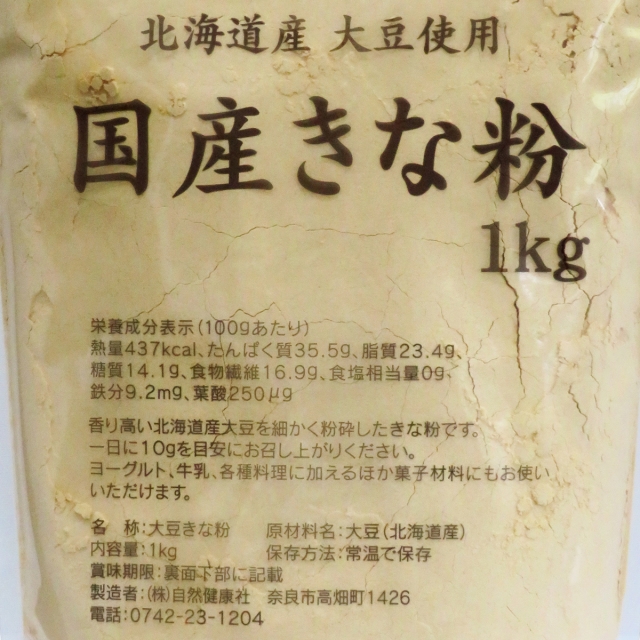 北海道産 大豆使用
国産きな粉
1kg
栄養成分表示(100gあたり)
熱量437kcal、たんぱく質35.5g、脂質23.4g、
糖質14.1g、食物繊維16.9g、食塩相当量0g、
鉄分9.2mg、葉酸250μg
香り高い北海道産大豆を細かく粉砕したきな粉です。
一日に10gを目安にお召し上がりください。
ヨーグルト、牛乳、各種料理に加えるほか菓子材料にもお使い
いただけます。
名　称:大豆きな粉　原材料名:大豆(北海道産)
内容量:1kg　保存方法:常温で保存
賞味期限:裏面下部に記載
製造者:(株)自然健康社　奈良市高畑町1426
電話:0742-23-1204